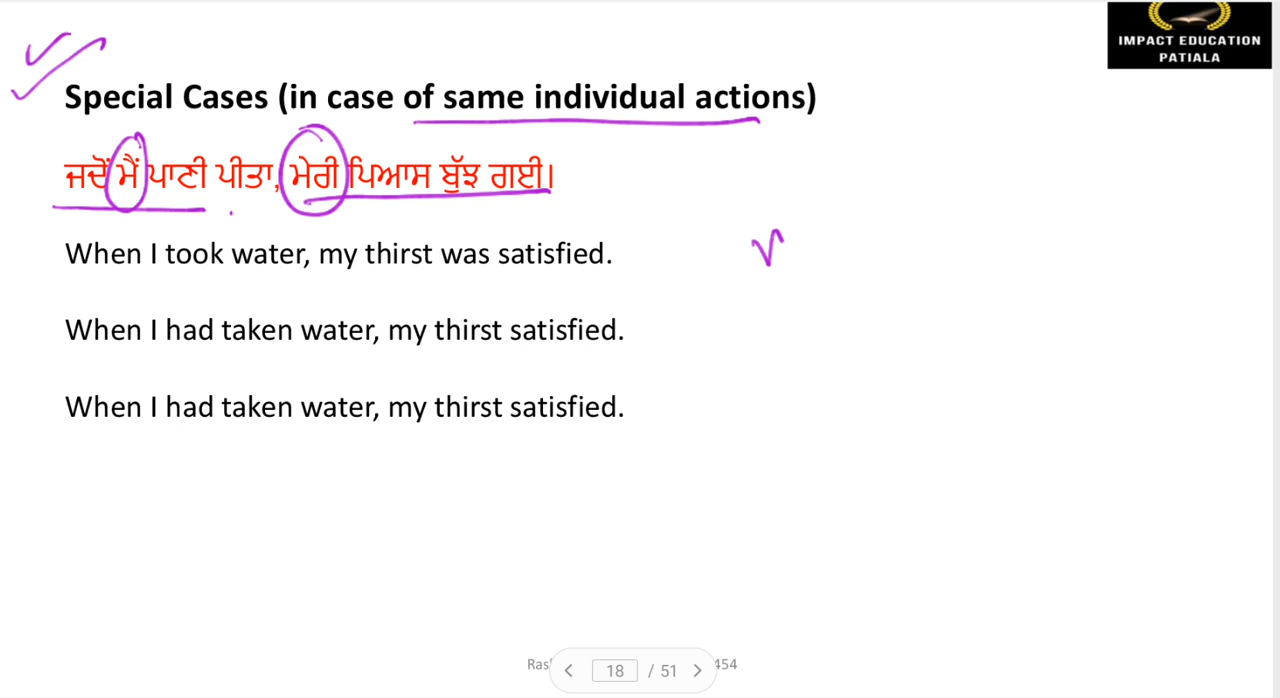 IMPACT EDUCATION
PATIALA
Special Cases (in case of same individual actions)
ਜਦੋਂ ਮੈਂ ਪਾਣੀ ਪੀਤਾ, ਮੇਰੀ ਪਿਆਸ ਬੁੱਝ ਗਈ।
When I took water, my thirst was satisfied.
When I had taken water, my thirst satisfied.
When I had taken water, my thirst satisfied.
18 / 51 454